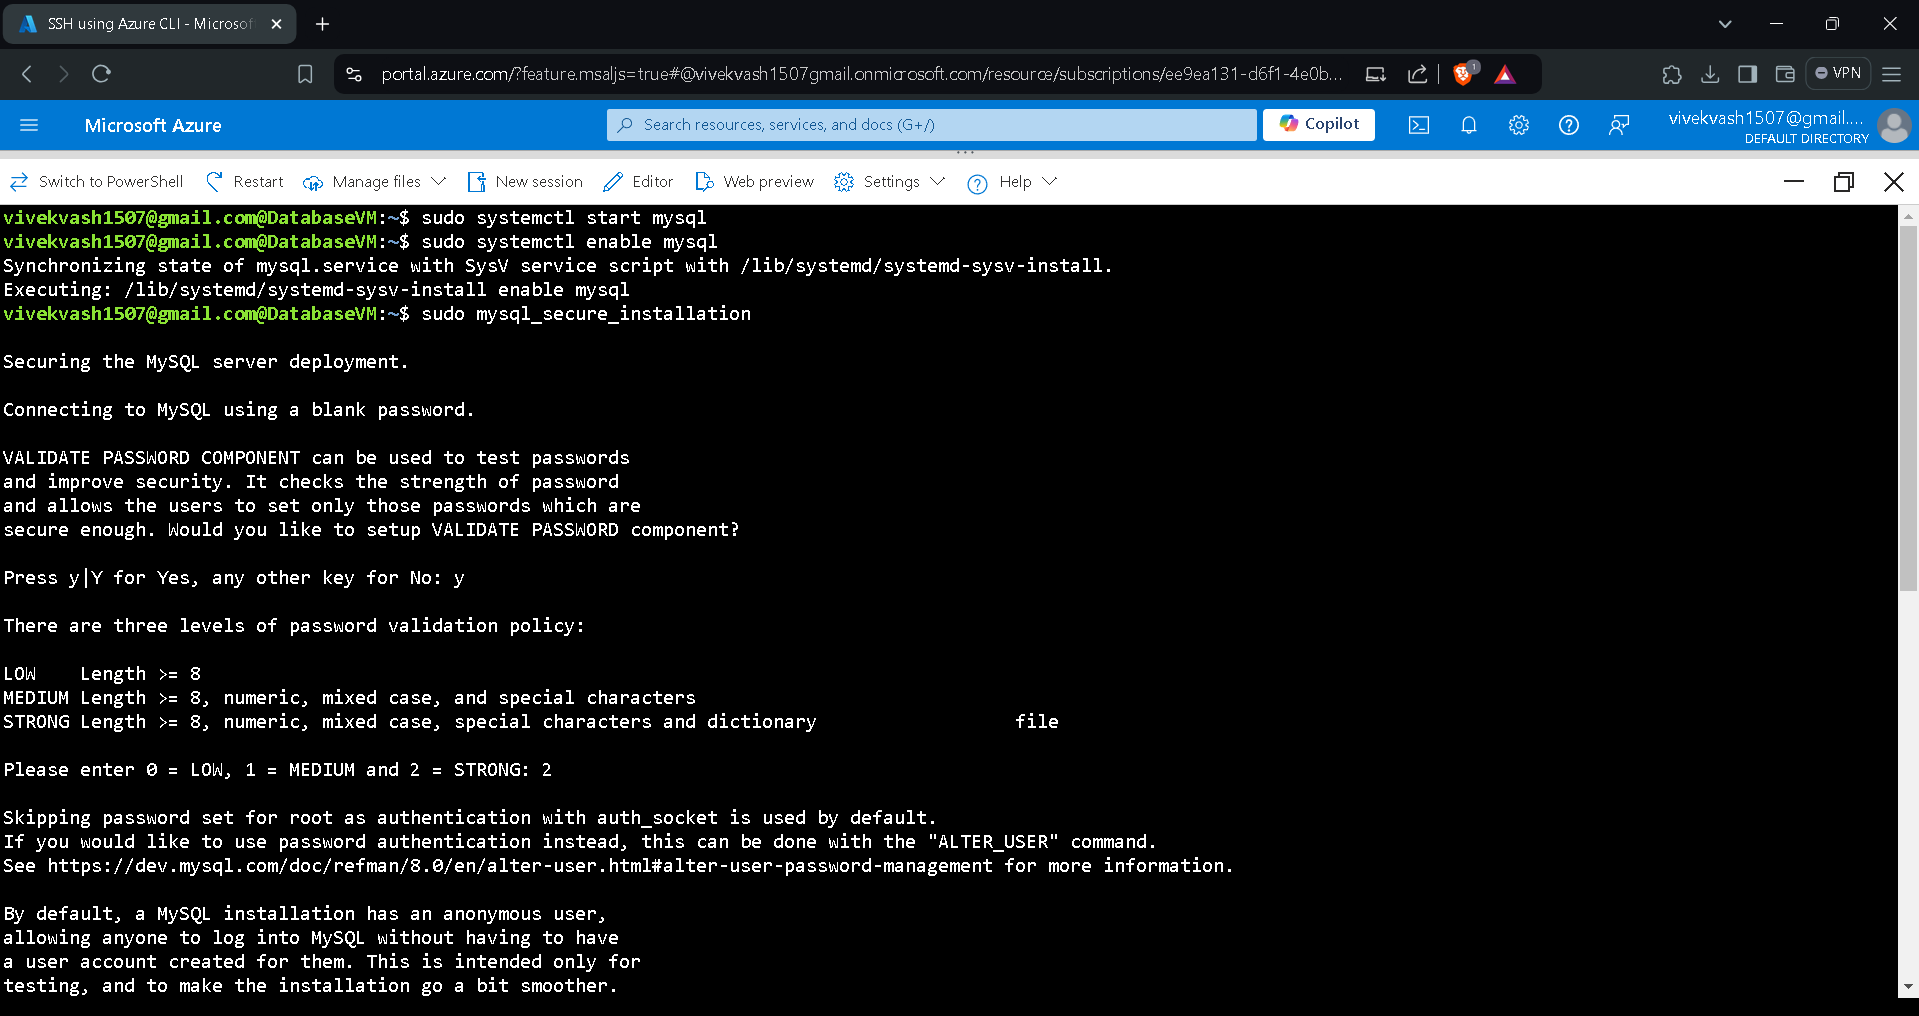 SSH using Azure CLI - Microsof
portal.azure.com/?feature.msaljs=true#@vivekvash1507gmail.onmicrosoft.com/resource/subscriptions/ee9ea131-d6f1-4e0b...
1
VPN
Microsoft Azure
Search resources, services, and docs (G+/)
Copilot
vivekvash1507@gmail....
DEFAULT DIRECTORY
Switch to PowerShell Restart Manage files New session Editor Web preview Settings Help
vivekvash1507@gmail.com@DatabaseVM:~$ sudo systemctl start mysql
vivekvash1507@gmail.com@DatabaseVM:~$ sudo systemctl enable mysql
Synchronizing state of mysql.service with SysV service script with /lib/systemd/systemd-sysv-install.
Executing: /lib/systemd/systemd-sysv-install enable mysql
vivekvash1507@gmail.com@DatabaseVM:~$ sudo mysql_secure_installation
Securing the MySQL server deployment.
Connecting to MySQL using a blank password.
VALIDATE PASSWORD COMPONENT can be used to test passwords
and improve security. It checks the strength of password
and allows the users to set only those passwords which are
secure enough. Would you like to setup VALIDATE PASSWORD component?
Press y|Y for Yes, any other key for No: y
There are three levels of password validation policy:
LOW    Length >= 8
MEDIUM Length >= 8, numeric, mixed case, and special characters
STRONG Length >= 8, numeric, mixed case, special characters and dictionary                  file
Please enter 0 = LOW, 1 = MEDIUM and 2 = STRONG: 2
Skipping password set for root as authentication with auth_socket is used by default.
If you would like to use password authentication instead, this can be done with the "ALTER_USER" command.
See https://dev.mysql.com/doc/refman/8.0/en/alter-user.html#alter-user-password-management for more information.
By default, a MySQL installation has an anonymous user,
allowing anyone to log into MySQL without having to have
a user account created for them. This is intended only for
testing, and to make the installation go a bit smoother.